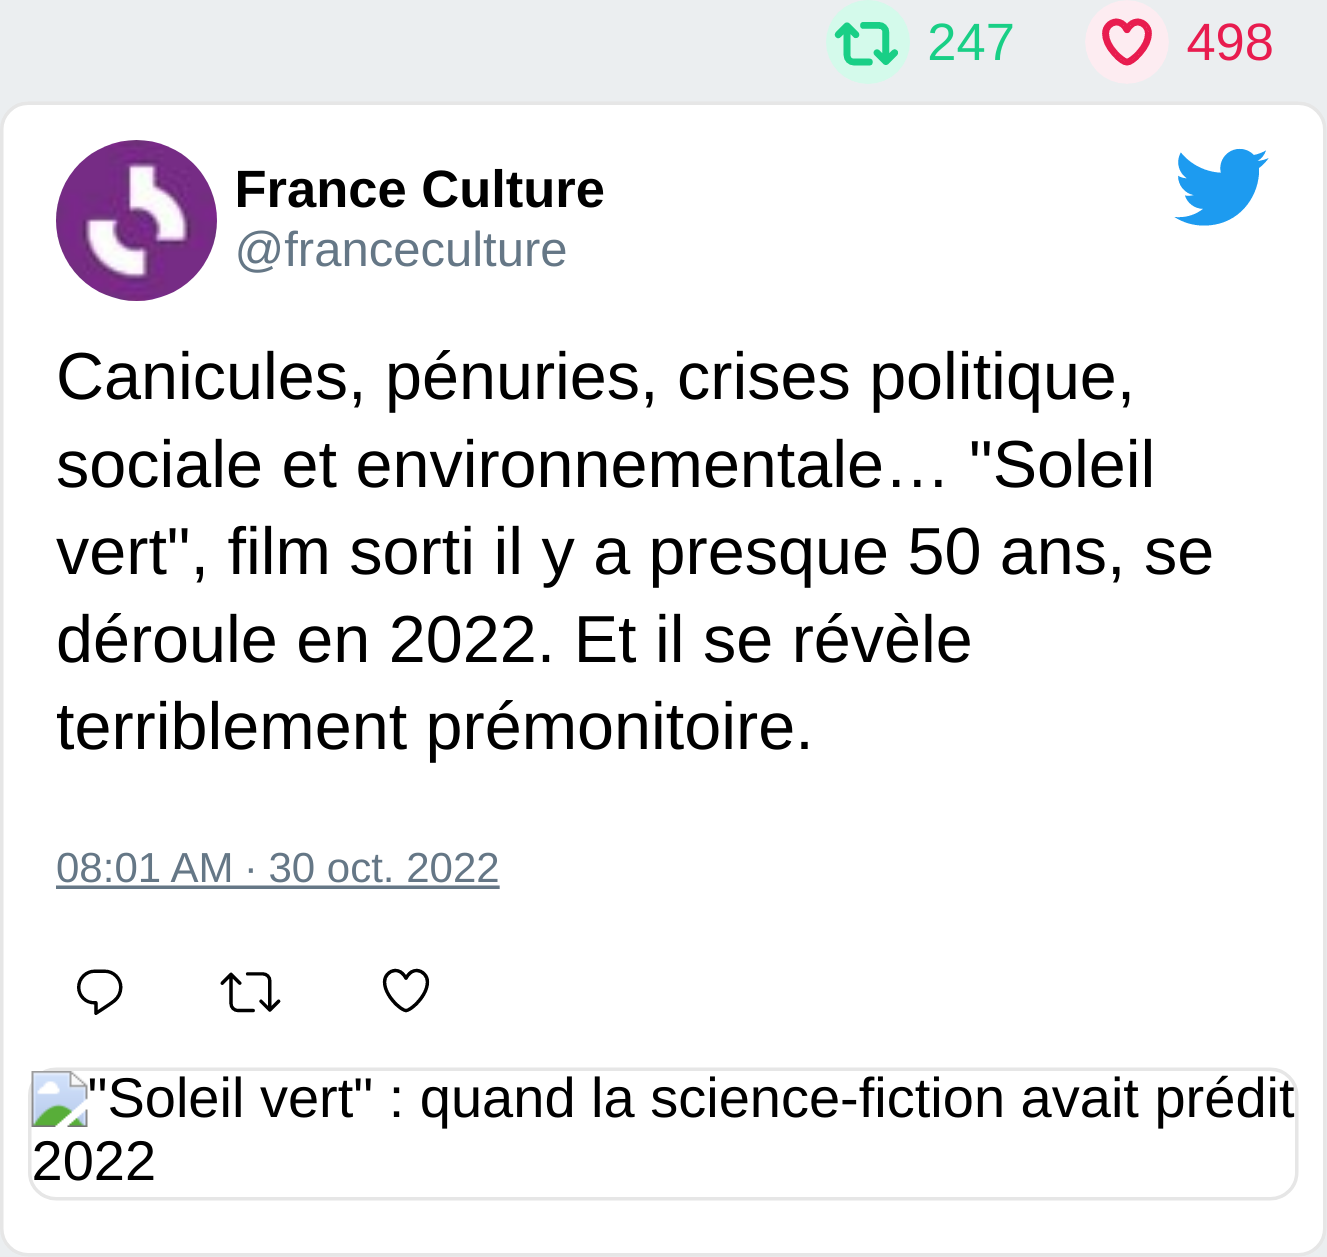 247 498
France Culture
@franceculture
Canicules, pénuries, crises politique,
sociale et environnementale… "Soleil
vert", film sorti il y a presque 50 ans, se
déroule en 2022. Et il se révèle
terriblement prémonitoire.
08:01 AM · 30 oct. 2022
"Soleil vert" : quand la science-fiction avait prédit
2022